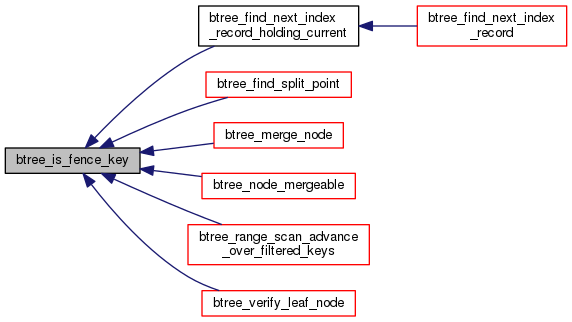 btree_find_next_index
_record_holding_current
btree_find_next_index
_record
btree_find_split_point
btree_merge_node
btree_is_fence_key
btree_node_mergeable
btree_range_scan_advance
_over_filtered_keys
btree_verify_leaf_node